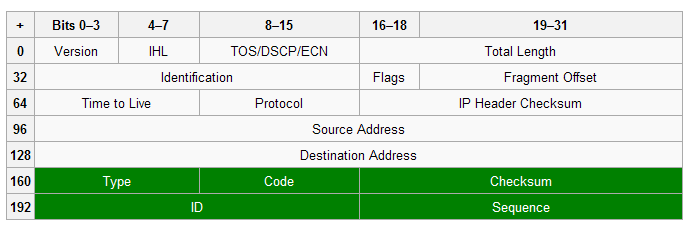 + Bits 0–3 4–7 8–15 16–18 19–31
0 Version IHL TOS/DSCP/ECN Total Length
32 Identification Flags Fragment Offset
64 Time to Live Protocol IP Header Checksum
96 Source Address
128 Destination Address
160 Type Code Checksum
192 ID Sequence